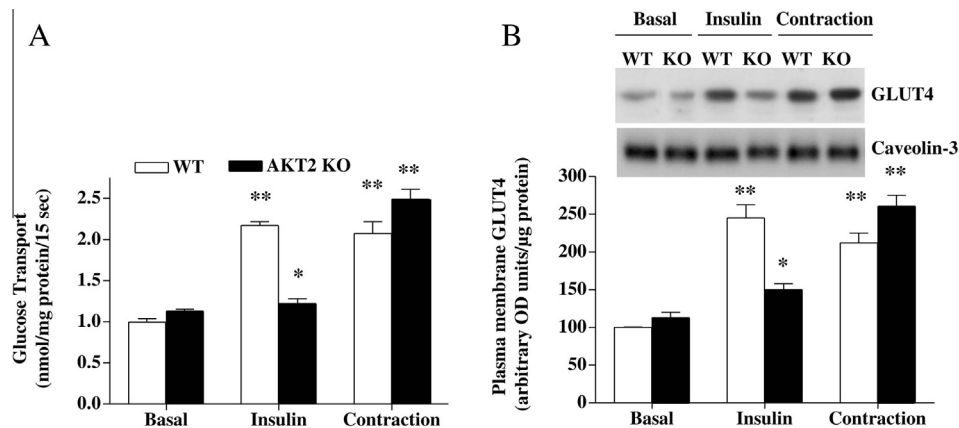 A
WT
AKT2 KO
Glucose Transport
(nmol/mg protein/15 sec)
2.5
2.0
1.5
1.0
0.5
0.0
**
*
**
**
Basal
Insulin
Contraction
B
Basal
Insulin
Contraction
WT KO
WT KO
WT KO
GLUT4
Caveolin-3
Plasma membrane GLUT4
(arbitrary OD units/µg protein)
300
250
200
150
100
50
0
**
*
**
**
Basal
Insulin
Contraction